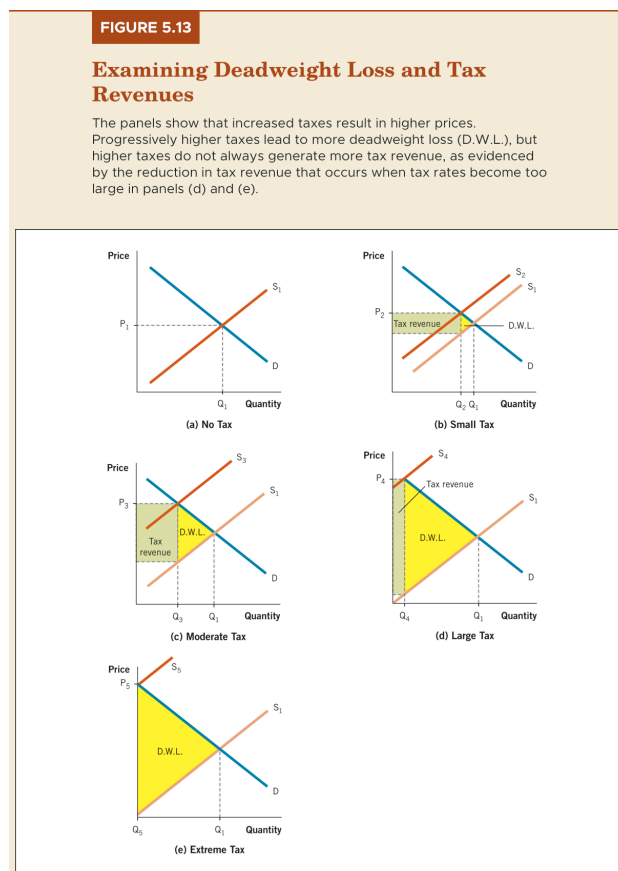 FIGURE 5.13
Examining Deadweight Loss and Tax
Revenues
The panels show that increased taxes result in higher prices.
Progressively higher taxes lead to more deadweight loss (D.W.L.), but
higher taxes do not always generate more tax revenue, as evidenced
by the reduction in tax revenue that occurs when tax rates become too
large in panels (d) and (e).
Price
S₁
P₁
D
Q₁ Quantity
(a) No Tax
Price
S₂
S₁
P₂
Tax revenue
D.W.L.
D
Q₂ Q₁ Quantity
(b) Small Tax
Price
S₃
S₁
P₃
D.W.L.
Tax
revenue
D
Q₃ Q₁ Quantity
(c) Moderate Tax
Price
S₄
P₄
Tax revenue
S₁
D.W.L.
D
Q₄ Q₁ Quantity
(d) Large Tax
Price
S₅
P₅
S₁
D.W.L.
D
Q₅ Q₁ Quantity
(e) Extreme Tax